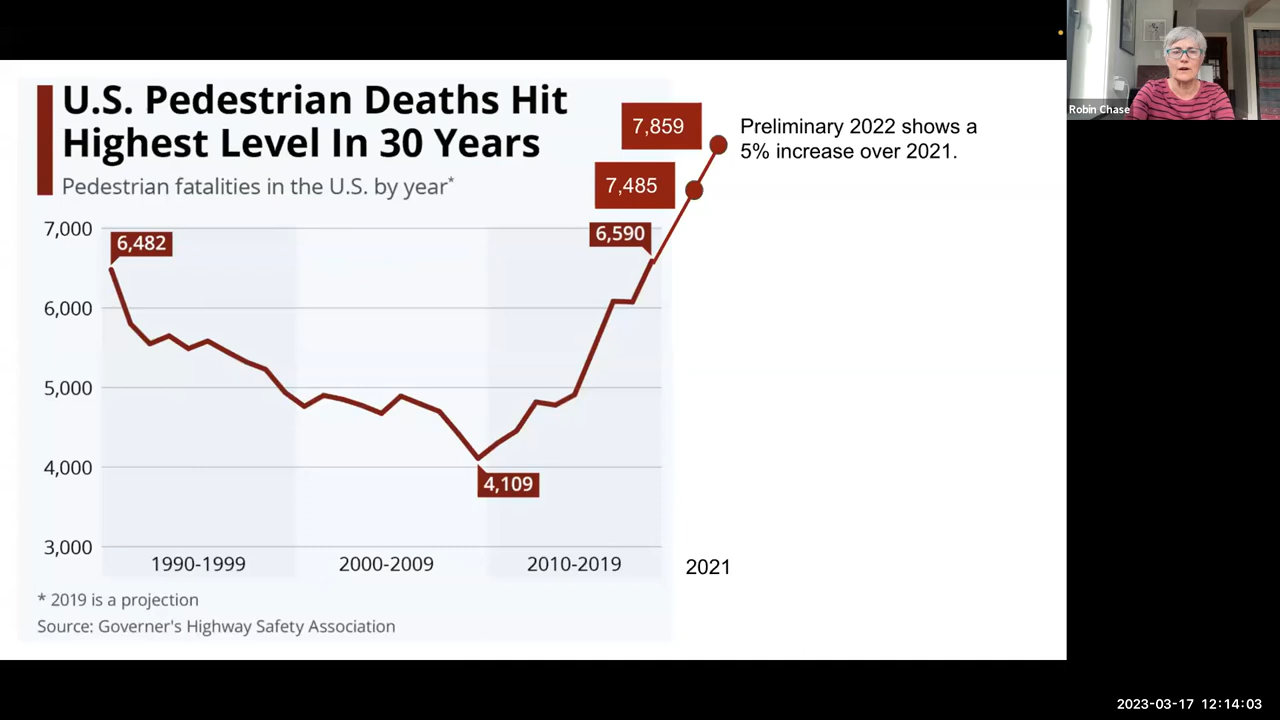 U.S. Pedestrian Deaths Hit
Highest Level In 30 Years
Pedestrian fatalities in the U.S. by year*
7,859
Preliminary 2022 shows a
5% increase over 2021.
7,485
6,590
7,000
6,482
6,000
5,000
4,000
4,109
3,000
1990-1999
2000-2009
2010-2019
2021
* 2019 is a projection
Source: Governer's Highway Safety Association
Robin Chase
2023-03-17 12:14:03